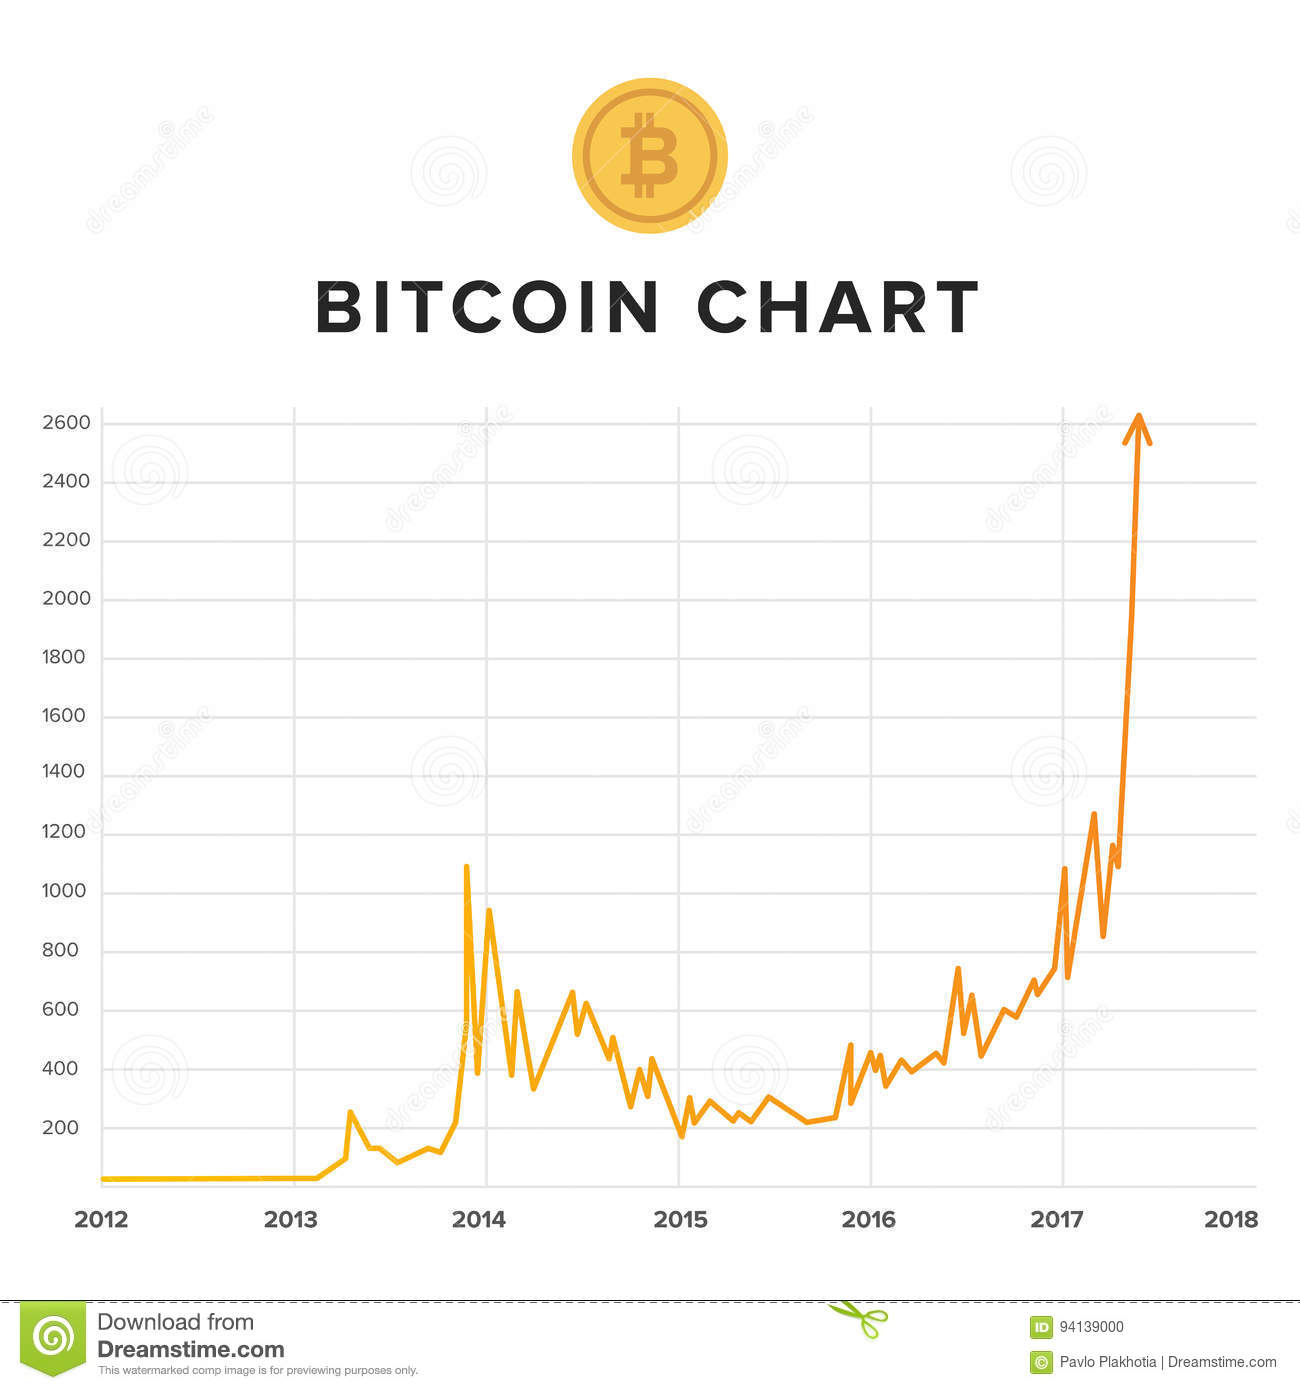 BITCOIN CHART
2600
2400
2200
2000
1800
1600
1400
1200
1000
800
600
400
200
2012 2013 2014 2015 2016 2017 2018
dreamstime
Download from
Dreamstime.com
This watermarked comp image is for previewing purposes only.
ID 94139000
© Pavlo Plakhotia | Dreamstime.com